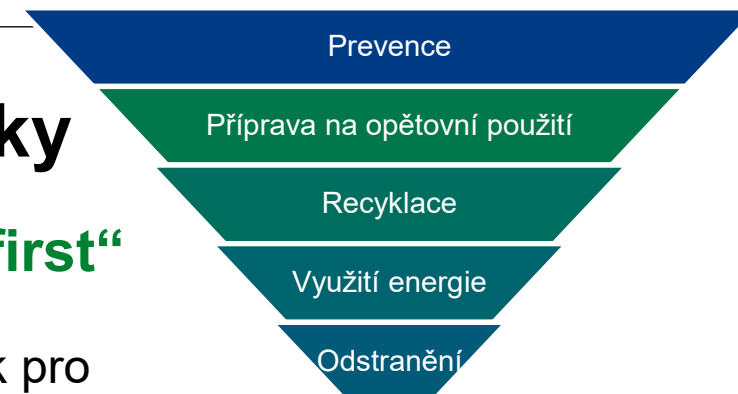 Prevence
Příprava na opětovní použití
Recyklace
Využití energie
Odstranění
ky
first“
k pro